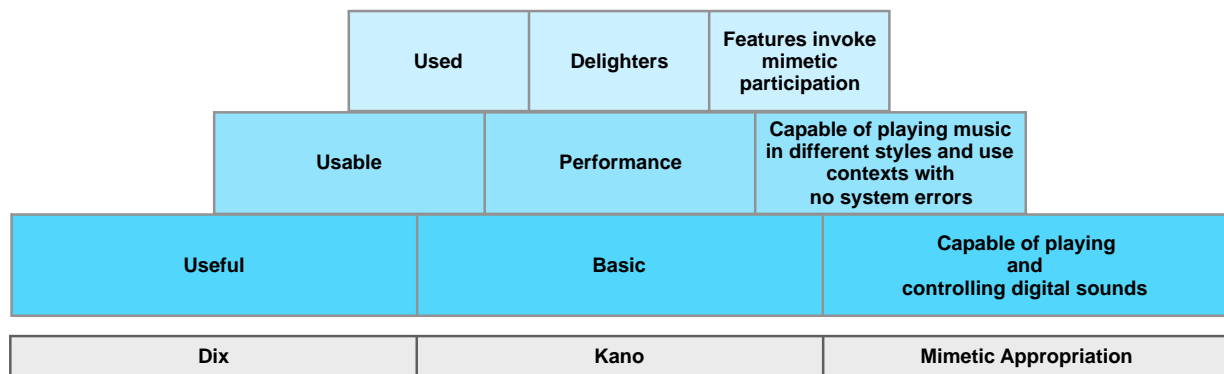 Used
Delighters
Features invoke
mimetic
participation
Usable
Performance
Capable of playing music
in different styles and use
contexts with
no system errors
Useful
Basic
Capable of playing
and
controlling digital sounds
Dix
Kano
Mimetic Appropriation